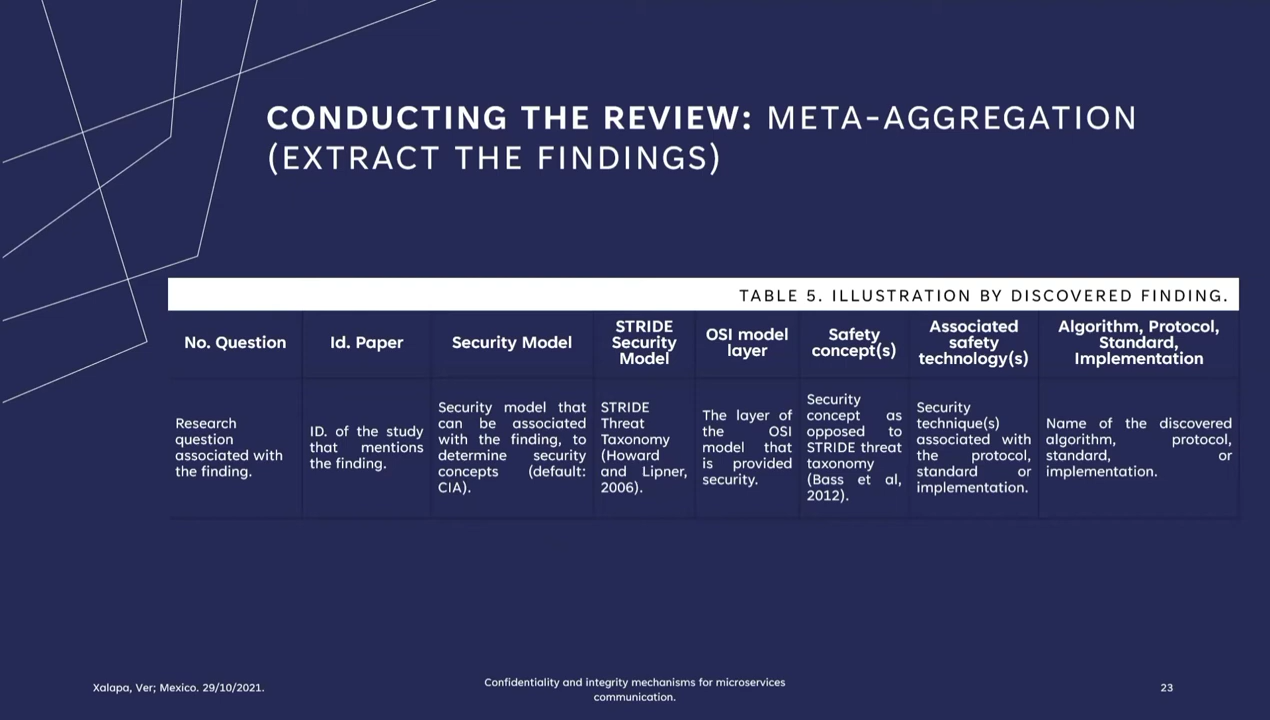 CONDUCTING THE REVIEW: META-AGGREGATION
(EXTRACT THE FINDINGS)
TABLE 5. ILLUSTRATION BY DISCOVERED FINDING.
No. Question
Id. Paper
Security Model
STRIDE
Security
Model
OSI model
layer
Safety
concept(s)
Associated
safety
technology(s)
Algorithm, Protocol,
Standard,
Implementation
Research
question
associated with
the finding.
ID. of the study
that mentions
the finding.
Security model that
can be associated
with the finding, to
determine security
concepts (default:
CIA).
STRIDE
Threat
Taxonomy
(Howard
and Lipner,
2006).
The layer of
the OSI
model that
is provided
security.
Security
concept as
opposed to
STRIDE threat
taxonomy
(Bass et al,
2012).
Security
technique(s)
associated with
the protocol,
standard or
implementation.
Name of the discovered
algorithm, protocol,
standard, or
implementation.
Xalapa, Ver; Mexico. 29/10/2021.
Confidentiality and integrity mechanisms for microservices
communication.
23